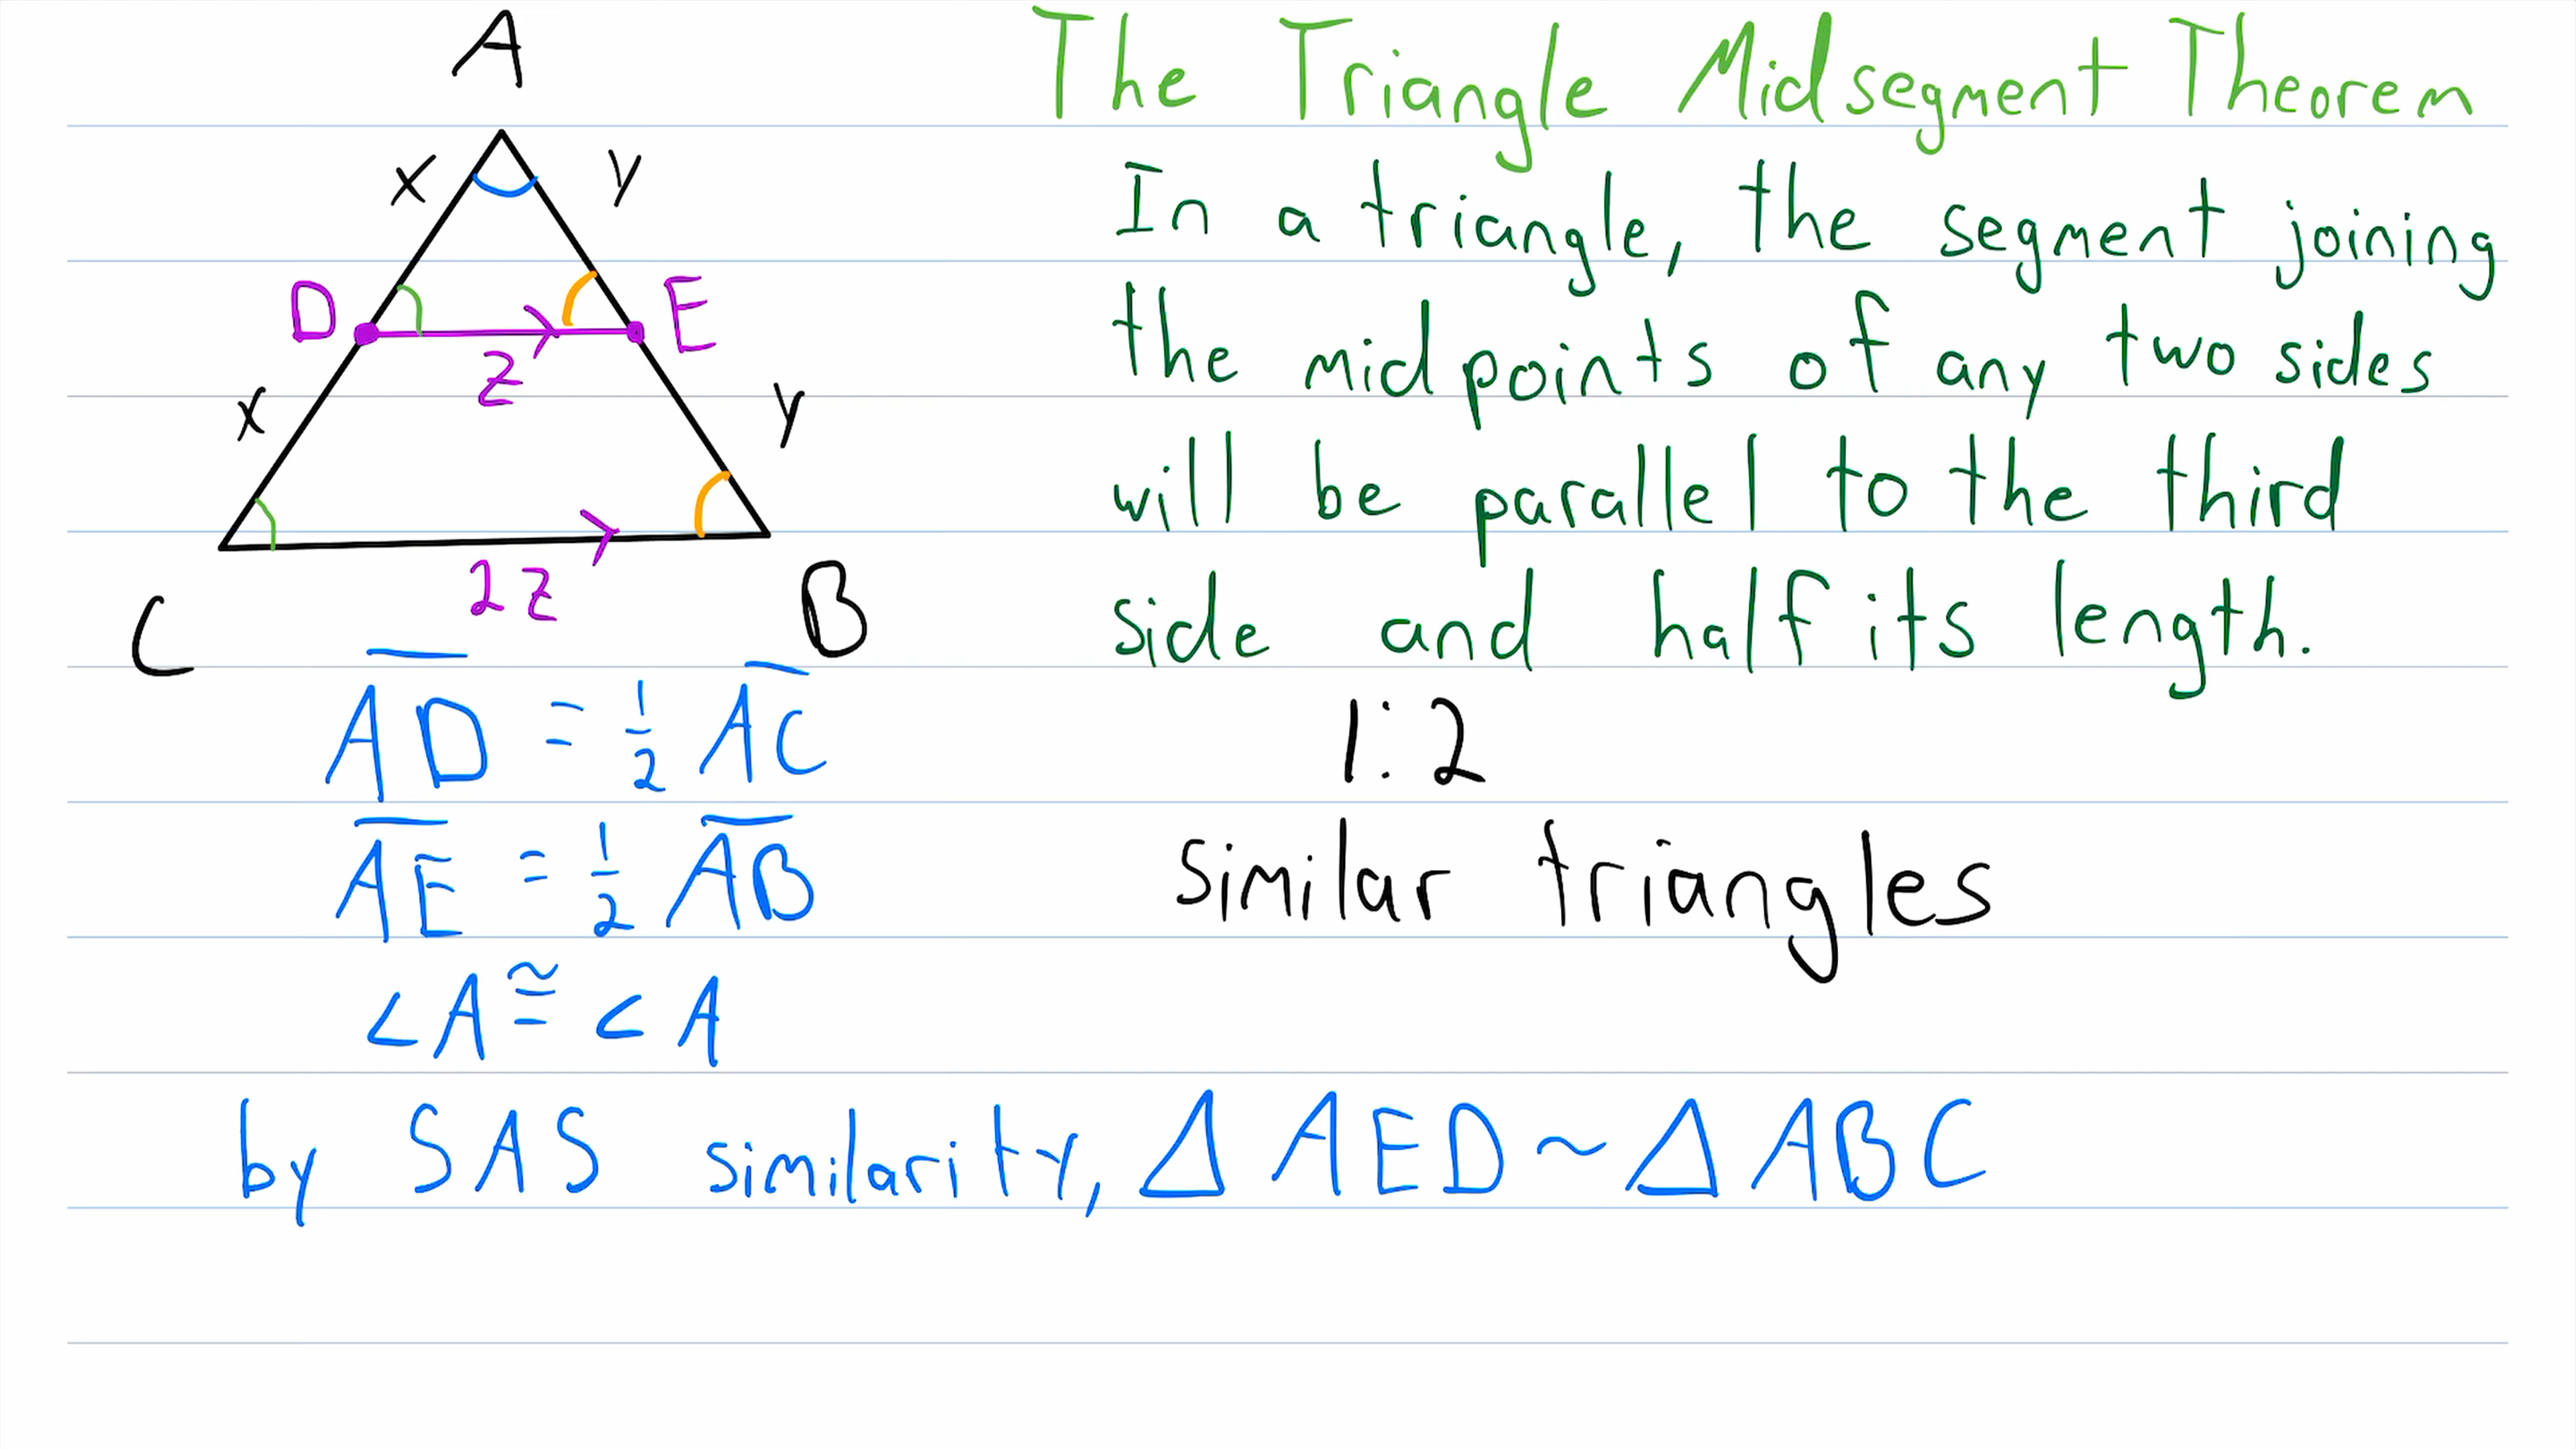 The Triangle Midsegment Theorem
In a triangle, the segment joining
the midpoints of any two sides
will be parallel to the third
side and half its length.
A
x y
D E
z
x y
2z
C B
AD = 1/2 AC
1:2
AE = 1/2 AB
similar triangles
∠A ≅ ∠A
by SAS similarity, Δ AED ~ Δ ABC